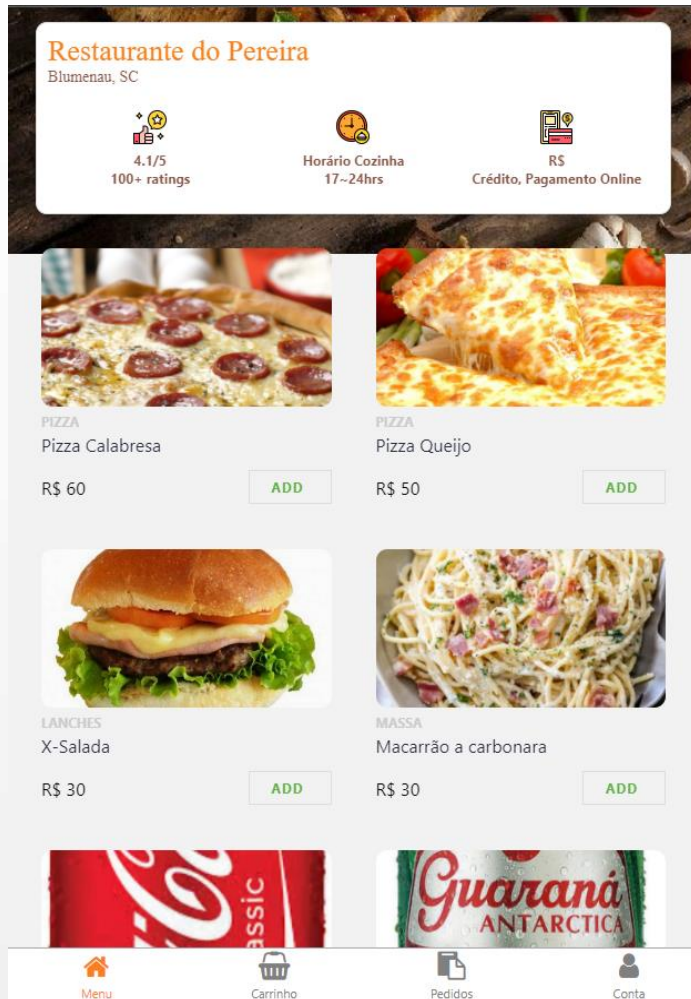 Restaurante do Pereira
Blumenau, SC
4.1/5
100+ ratings
Horário Cozinha
17~24hrs
R$
Crédito, Pagamento Online
PIZZA
Pizza Calabresa
R$ 60
ADD
PIZZA
Pizza Queijo
R$ 50
ADD
LANCHES
X-Salada
R$ 30
ADD
MASSA
Macarrão a carbonara
R$ 30
ADD
Guaraná
ANTARCTICA
Menu
Carrinho
Pedidos
Conta